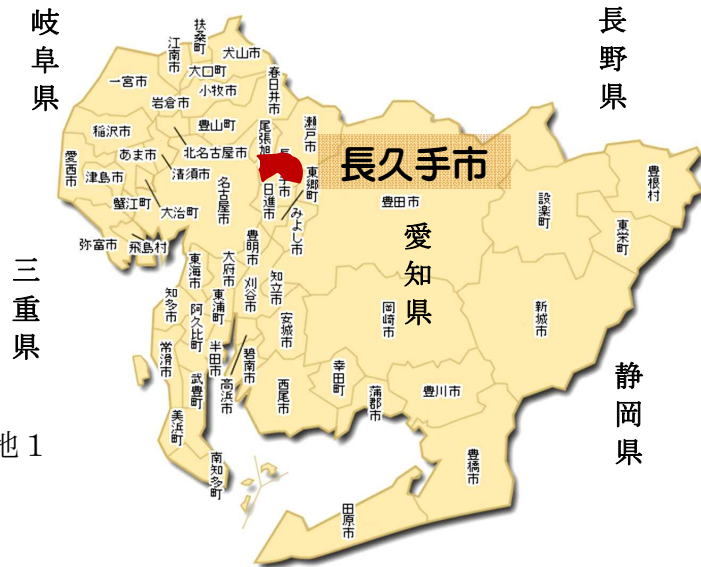 岐阜県
長野県
扶桑町
江南市
犬山市
大口町
一宮市
小牧市
春日井市
岩倉市
稲沢市
豊山町
尾張旭
瀬戸市
愛西市
あま市
北名古屋市
津島市
清須市
名古屋市
長久手市
東郷町
日進市
みよし市
豊田市
設楽町
豊根村
東栄町
蟹江町
大治町
弥富市
飛島村
豊明市
愛知県
三重県
東海市
大府市
刈谷市
知立市
知多市
東浦町
阿久比町
安城市
岡崎市
新城市
常滑市
半田市
碧南市
武豊町
高浜市
西尾市
幸田町
蒲郡市
豊川市
静岡県
美浜町
南知多町
豊橋市
田原市
地1